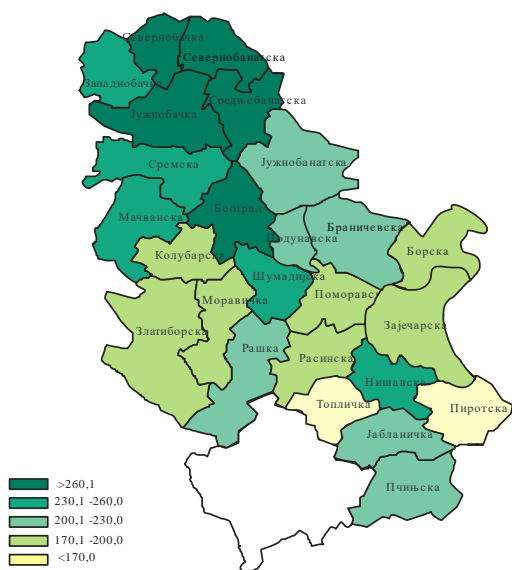 Севернобачка
Севернобанатска
Западнобачка
Средњебанатска
Јужнобачка
Јужнобанатска
Сремска
Београд
Мачванска
Подунавска
Браничевска
Борска
Колубарска
Шумадијска
Моравичка
Поморавска
Златиборска
Зајечарска
Рашка
Расинска
Нишавска
Топличка
Пиротска
Јабланичка
Пчињска
>260,1
230,1 -260,0
200,1 -230,0
170,1 -200,0
<170,0